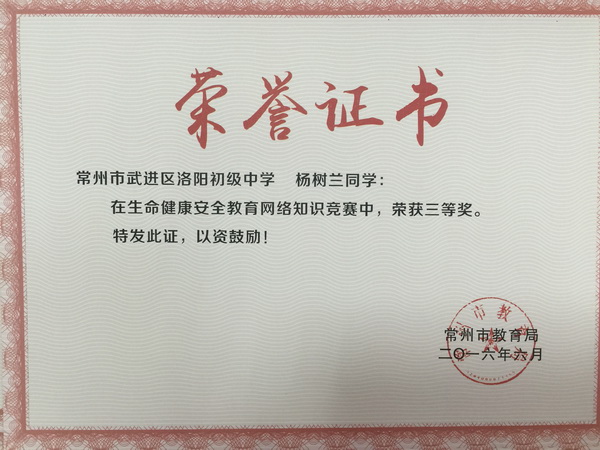 荣誉证书
常州市武进区洛阳初级中学 杨树兰同学：
在生命健康安全教育网络知识竞赛中，荣获三等奖。
特发此证，以资鼓励！
常州市教育局
二〇一六年六月